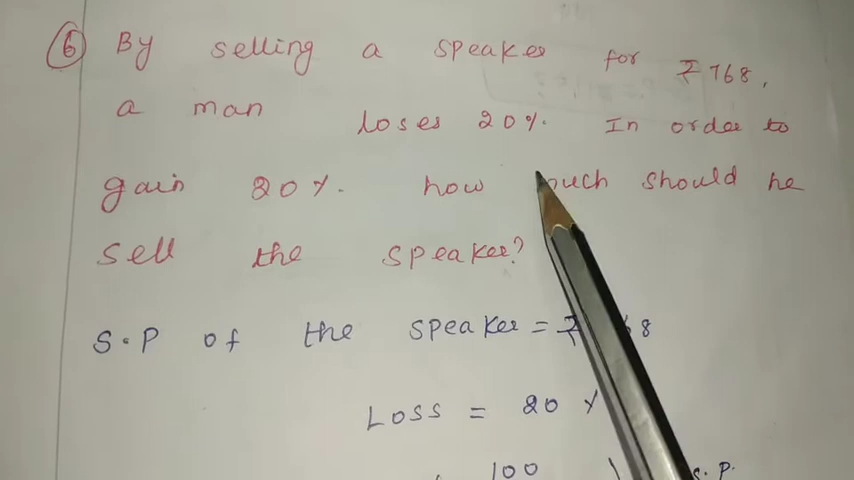 6 By selling a speaker for ₹768,
a man loses 20%. In order to
gain 20%. how much should he
sell the speaker?
S.P of the speaker = ₹ 8
Loss = 20 %
100 S.P.